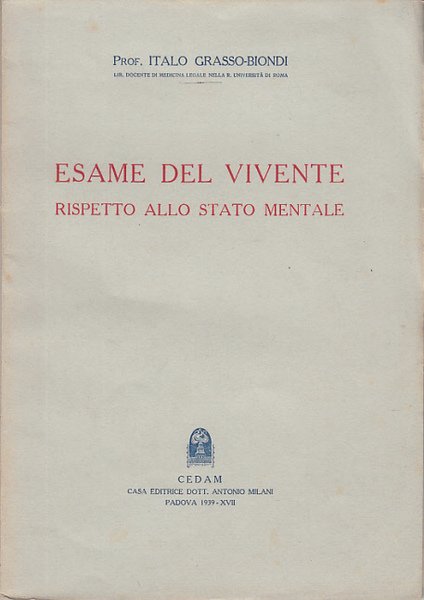 PROF. ITALO GRASSO-BIONDI
LIB. DOCENTE DI MEDICINA LEGALE NELLA R. UNIVERSITÀ DI ROMA
ESAME DEL VIVENTE
RISPETTO ALLO STATO MENTALE
CEDAM
CASA EDITRICE DOTT. ANTONIO MILANI
PADOVA 1939-XVII